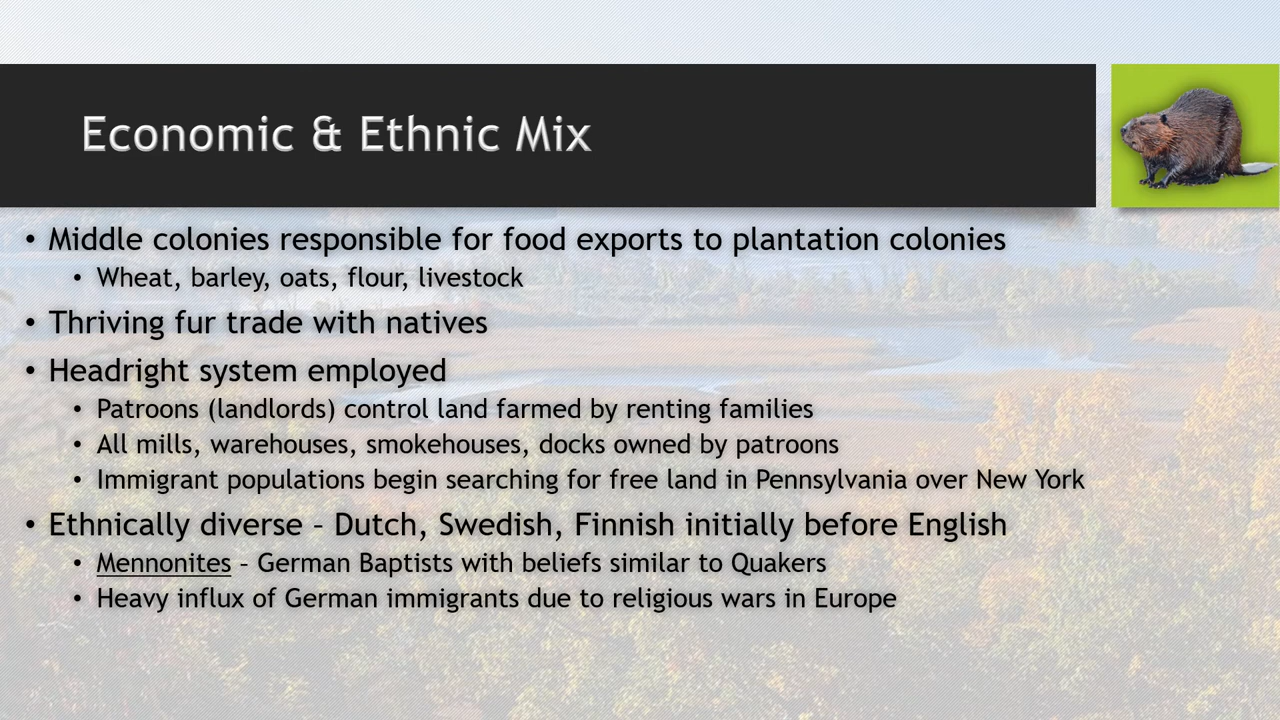 Economic & Ethnic Mix
• Middle colonies responsible for food exports to plantation colonies
• Wheat, barley, oats, flour, livestock
• Thriving fur trade with natives
• Headright system employed
• Patroons (landlords) control land farmed by renting families
• All mills, warehouses, smokehouses, docks owned by patroons
• Immigrant populations begin searching for free land in Pennsylvania over New York
• Ethnically diverse – Dutch, Swedish, Finnish initially before English
• Mennonites – German Baptists with beliefs similar to Quakers
• Heavy influx of German immigrants due to religious wars in Europe